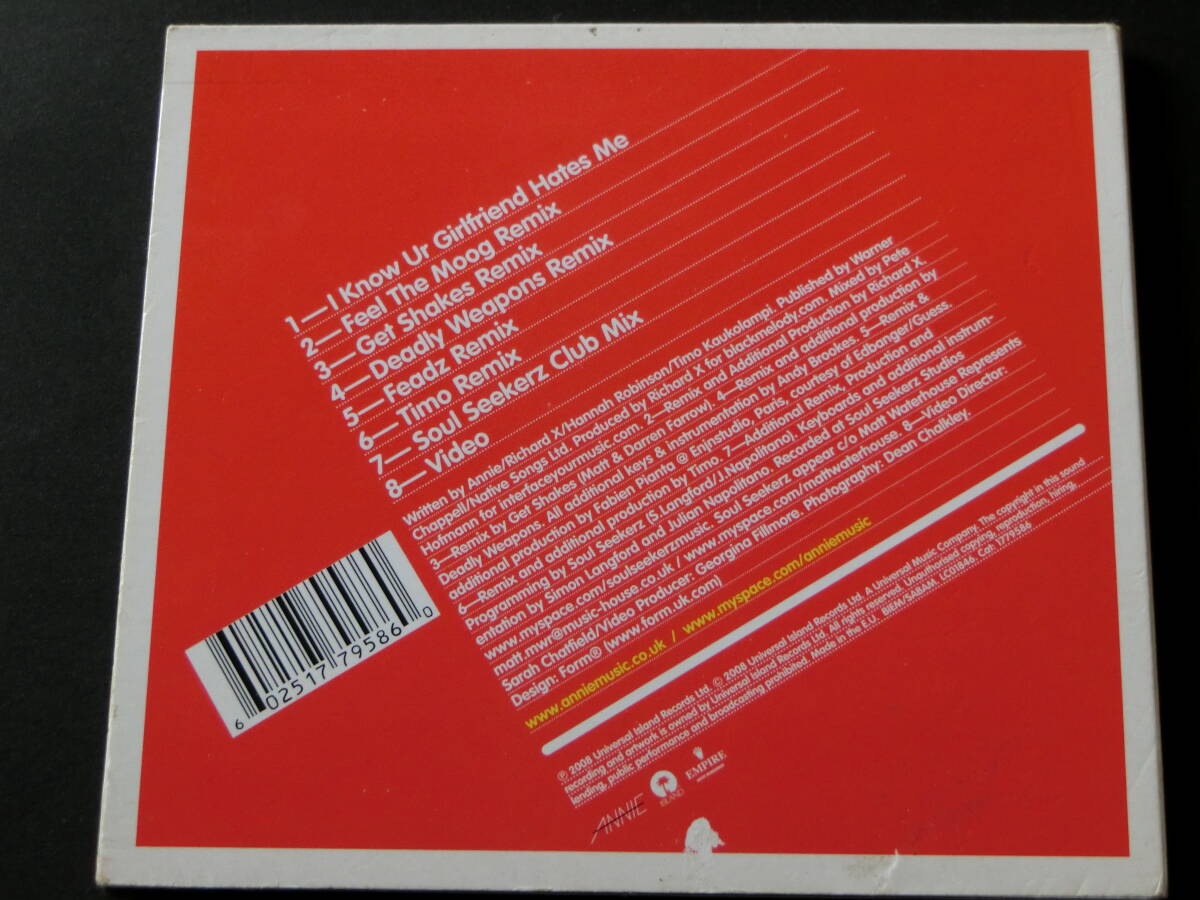 1—I Know Ur Girlfriend Hates Me
2—Feel The Moog Remix
3—Get Shakes Remix
4—Deadly Weapons Remix
5—Feadz Remix
6—Timo Remix
7—Soul Seekerz Club Mix
8—Video
Written by Annie/Richard X/Hannah Robinson/Timo Kaukolampi. Published by Warner
Chappell/Native Songs Ltd. Produced by Richard X for blackmelody.com. Mixed by Pete
Hofmann for Interfaceyourmusic.com. 2—Remix and Additional Production by Richard X.
3—Remix by Get Shakes (Matt & Darren Farrow). 4—Remix and additional production by
Deadly Weapons. All additional keys & instrumentation by Andy Brookes. 5—Remix &
additional production by Fabien Pianta @ Enjnstudio, Paris, courtesy of Edbanger/Guess.
6—Remix and additional production by Timo. 7—Additional Remix, Production and
Programming by Soul Seekerz (S.Langford/J.Napolitano). Keyboards and additional instrum-
entation by Simon Langford and Julian Napolitano. Recorded at Soul Seekerz Studios
www.myspace.com/soulseekerzmusic. Soul Seekerz appear c/o Matt Waterhouse Represents
matt.mwr@music-house.co.uk / www.myspace.com/mattwaterhouse. 8—Video Director:
Sarah Chatfield/Video Producer: Georgina Fillmore. Photography: Dean Chalkley.
Design: Form® (www.form.uk.com)
www.anniemusic.co.uk / www.myspace.com/anniemusic
℗ 2008 Universal Island Records Ltd. © 2008 Universal Island Records Ltd. A Universal Music Company. The copyright in this sound
recording and artwork is owned by Universal Island Records Ltd. All rights reserved. Unauthorised copying, reproduction, hiring,
lending, public performance and broadcasting prohibited. Made in the E.U. BIEM/SABAM. LC01846. Cat: 1779586
ANNIE ISLAND EMPIRE
6 02517 79586 0